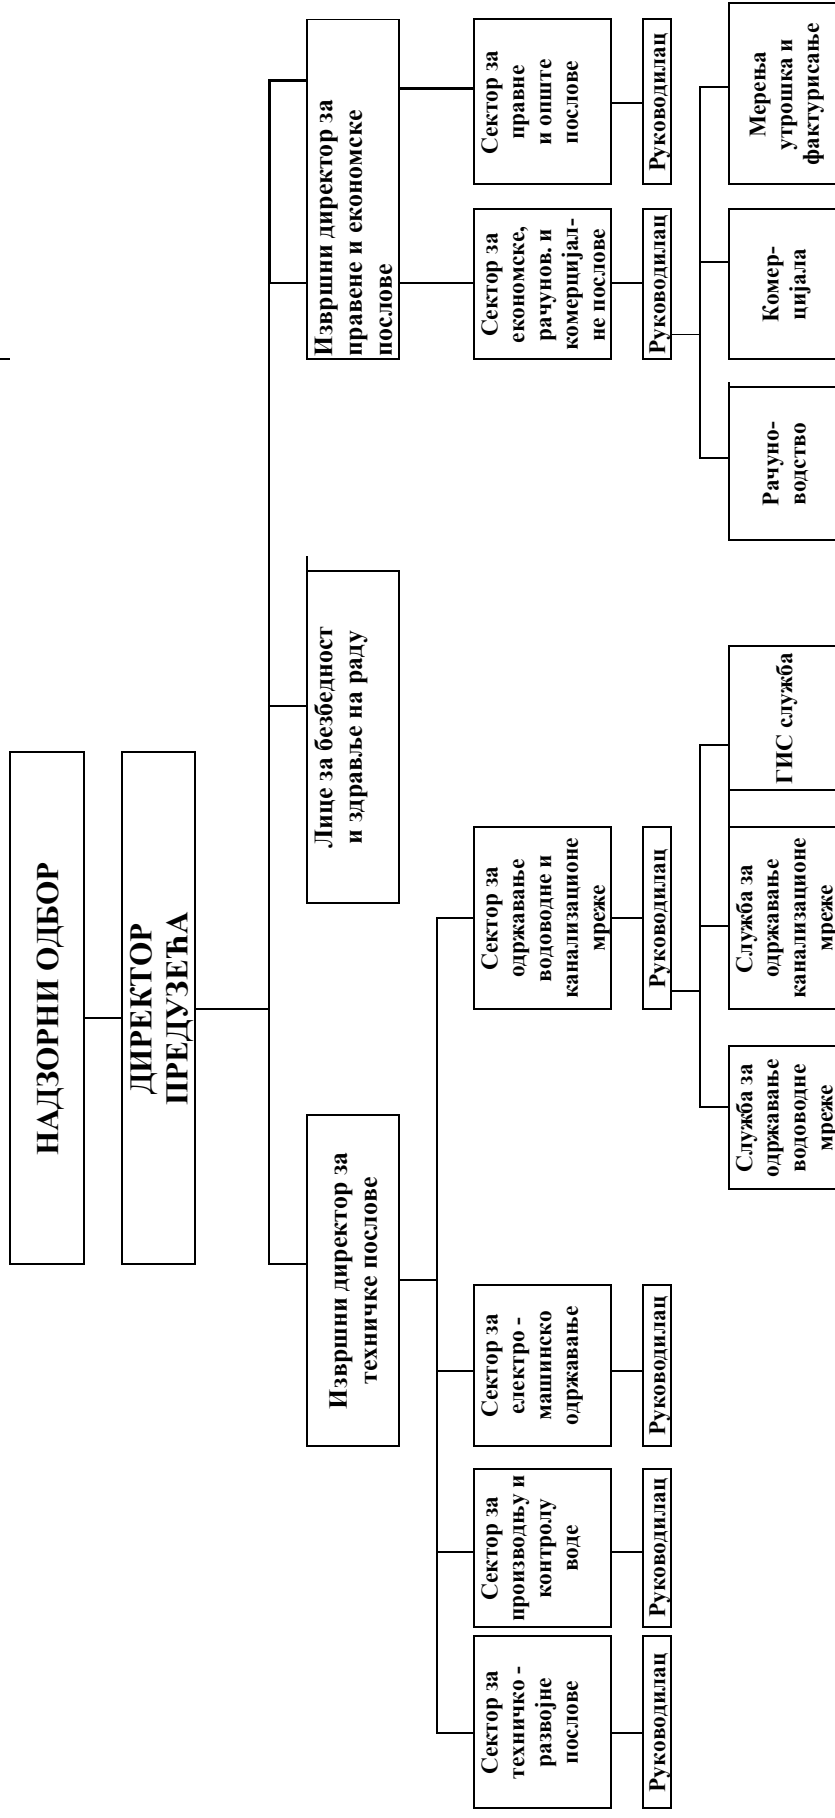 НАДЗОРНИ ОДБОР
ДИРЕКТОР
ПРЕДУЗЕЋА
Извршни директор за
техничке послове
Лице за безбедност
и здравље на раду
Извршни директор за
правене и економске
послове
Сектор за
техничко -
развојне
послове
Сектор за
производњу и
контролу
воде
Сектор за
електро -
машинско
одржавање
Сектор за
одржавање
водоводне и
канализационе
мреже
Сектор за
економске,
рачунов. и
комерцијал-
не послове
Сектор за
правне
и опште
послове
Руководилац
Руководилац
Руководилац
Руководилац
Руководилац
Руководилац
Служба за
одржавање
водоводне
мреже
Служба за
одржавање
канализационе
мреже
ГИС служба
Рачуно-
водство
Комер-
цијала
Мерења
утрошка и
фактурисање